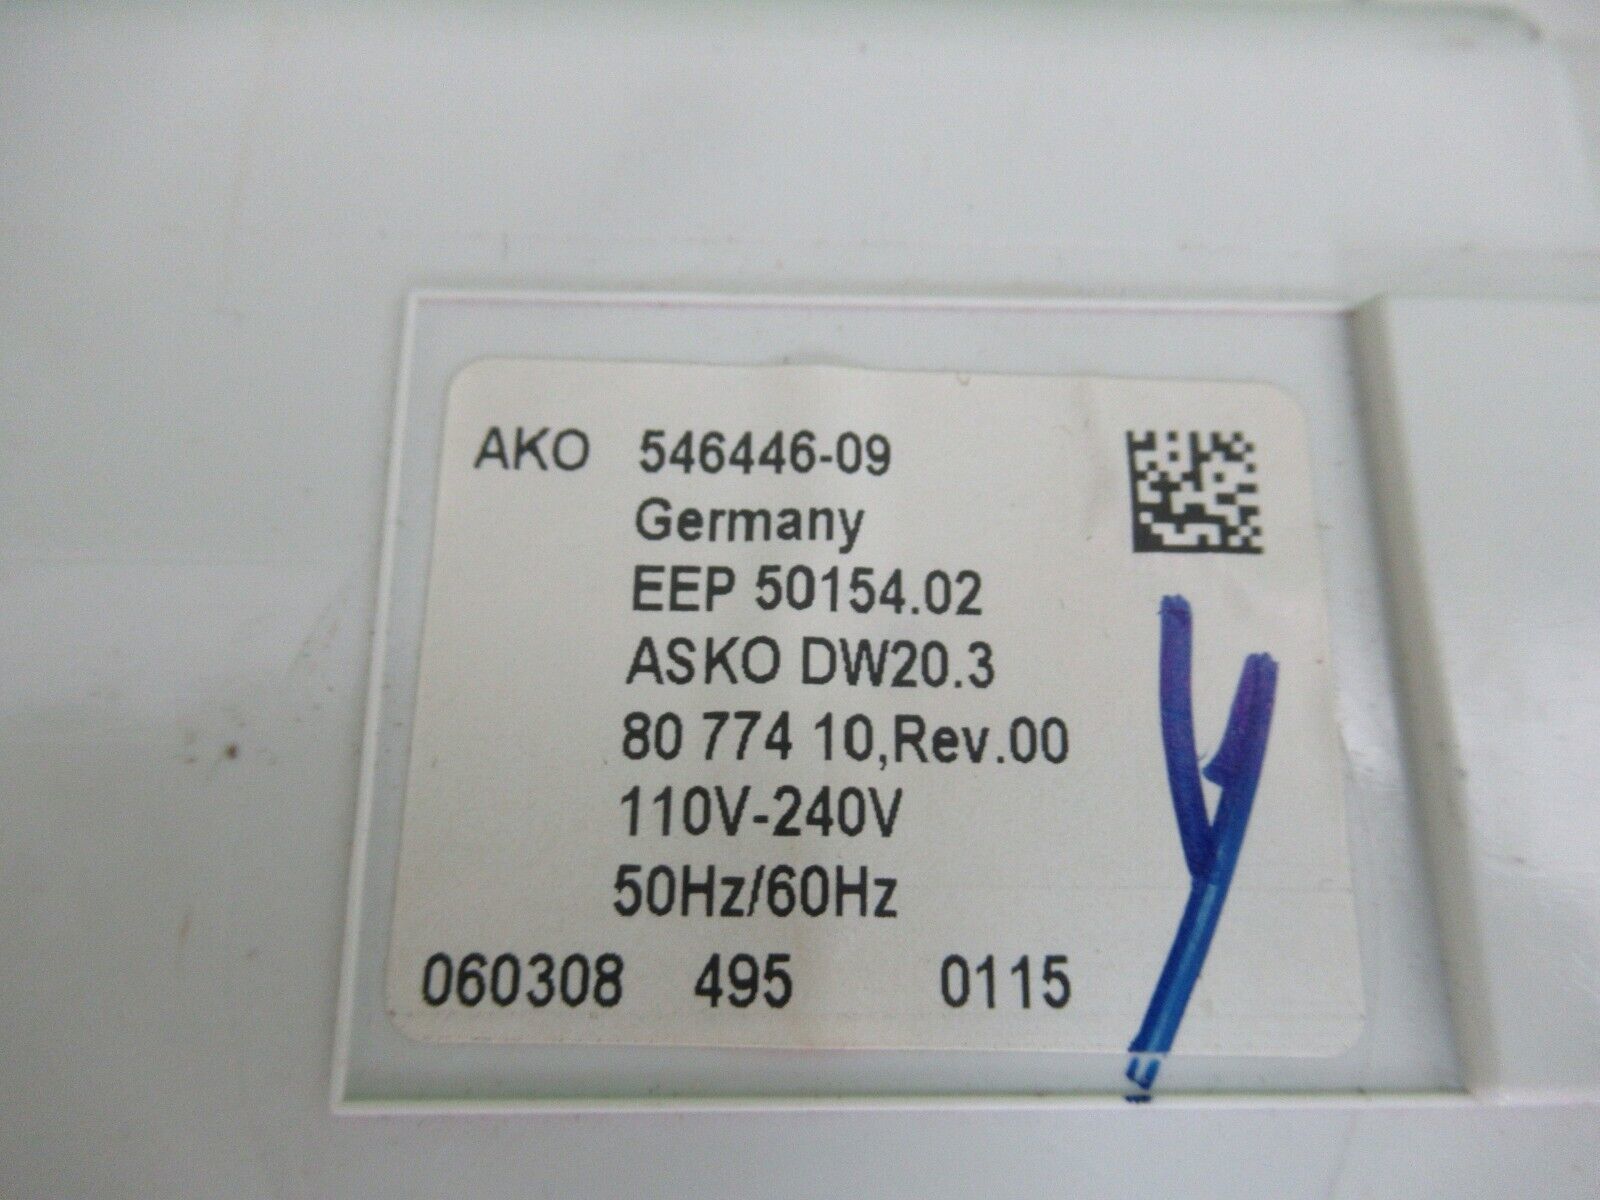 AKO 546446-09
Germany
EEP 50154.02
ASKO DW20.3
80 774 10,Rev.00
110V-240V
50Hz/60Hz
060308 495 0115
Y